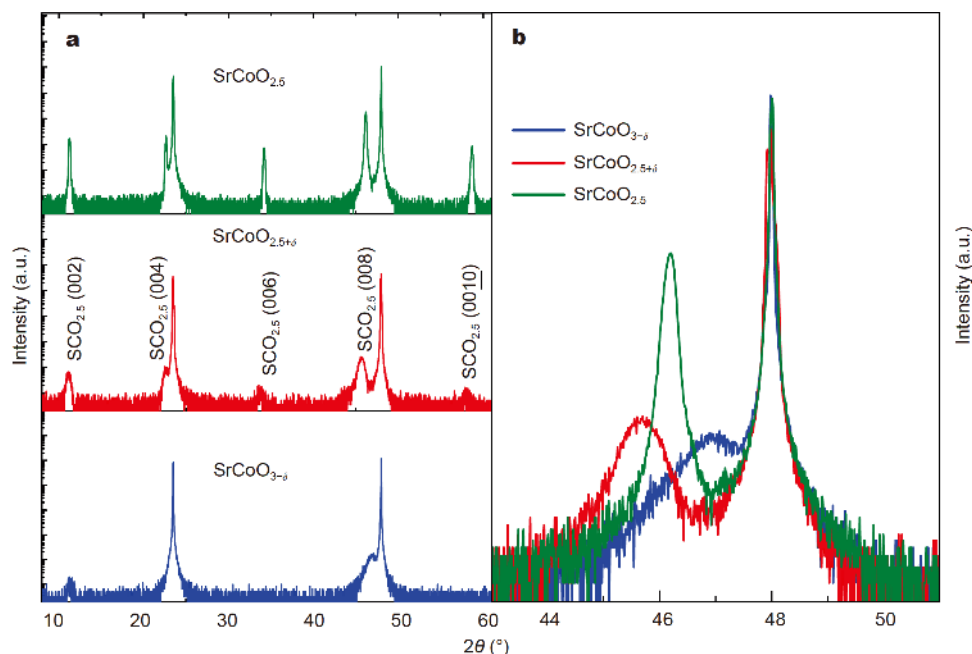 a
SrCoO2.5
SrCoO2.5+δ
SCO2.5 (002)
SCO2.5 (004)
SCO2.5 (006)
SCO2.5 (008)
SCO2.5 (0010)
SrCoO3−δ
Intensity (a.u.)
10 20 30 40 50 60
b
SrCoO3−δ
SrCoO2.5+δ
SrCoO2.5
Intensity (a.u.)
44 46 48 50
2θ (°)